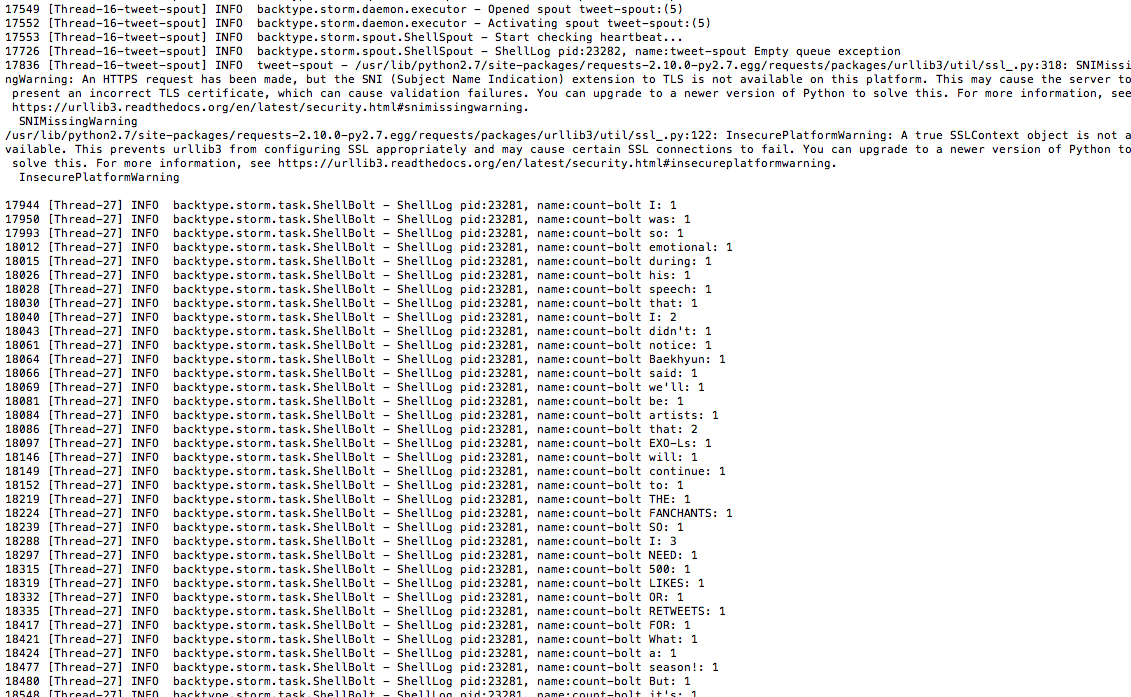 17549 [Thread-16-tweet-spout] INFO  backtype.storm.daemon.executor - Opened spout tweet-spout:(5)
17552 [Thread-16-tweet-spout] INFO  backtype.storm.daemon.executor - Activating spout tweet-spout:(5)
17553 [Thread-16-tweet-spout] INFO  backtype.storm.spout.ShellSpout - Start checking heartbeat...
17726 [Thread-16-tweet-spout] INFO  backtype.storm.spout.ShellSpout - ShellLog pid:23282, name:tweet-spout Empty queue exception
17836 [Thread-16-tweet-spout] INFO  tweet-spout - /usr/lib/python2.7/site-packages/requests-2.10.0-py2.7.egg/requests/packages/urllib3/util/ssl_.py:318: SNIMissi
ngWarning: An HTTPS request has been made, but the SNI (Subject Name Indication) extension to TLS is not available on this platform. This may cause the server to
present an incorrect TLS certificate, which can cause validation failures. You can upgrade to a newer version of Python to solve this. For more information, see
https://urllib3.readthedocs.org/en/latest/security.html#snimissingwarning.
SNIMissingWarning
/usr/lib/python2.7/site-packages/requests-2.10.0-py2.7.egg/requests/packages/urllib3/util/ssl_.py:122: InsecurePlatformWarning: A true SSLContext object is not a
vailable. This prevents urllib3 from configuring SSL appropriately and may cause certain SSL connections to fail. You can upgrade to a newer version of Python to
solve this. For more information, see https://urllib3.readthedocs.org/en/latest/security.html#insecureplatformwarning.
InsecurePlatformWarning
17944 [Thread-27] INFO  backtype.storm.task.ShellBolt - ShellLog pid:23281, name:count-bolt I: 1
17950 [Thread-27] INFO  backtype.storm.task.ShellBolt - ShellLog pid:23281, name:count-bolt was: 1
17993 [Thread-27] INFO  backtype.storm.task.ShellBolt - ShellLog pid:23281, name:count-bolt so: 1
18012 [Thread-27] INFO  backtype.storm.task.ShellBolt - ShellLog pid:23281, name:count-bolt emotional: 1
18015 [Thread-27] INFO  backtype.storm.task.ShellBolt - ShellLog pid:23281, name:count-bolt during: 1
18026 [Thread-27] INFO  backtype.storm.task.ShellBolt - ShellLog pid:23281, name:count-bolt his: 1
18028 [Thread-27] INFO  backtype.storm.task.ShellBolt - ShellLog pid:23281, name:count-bolt speech: 1
18030 [Thread-27] INFO  backtype.storm.task.ShellBolt - ShellLog pid:23281, name:count-bolt that: 1
18040 [Thread-27] INFO  backtype.storm.task.ShellBolt - ShellLog pid:23281, name:count-bolt I: 2
18043 [Thread-27] INFO  backtype.storm.task.ShellBolt - ShellLog pid:23281, name:count-bolt didn't: 1
18061 [Thread-27] INFO  backtype.storm.task.ShellBolt - ShellLog pid:23281, name:count-bolt notice: 1
18064 [Thread-27] INFO  backtype.storm.task.ShellBolt - ShellLog pid:23281, name:count-bolt Baekhyun: 1
18066 [Thread-27] INFO  backtype.storm.task.ShellBolt - ShellLog pid:23281, name:count-bolt said: 1
18069 [Thread-27] INFO  backtype.storm.task.ShellBolt - ShellLog pid:23281, name:count-bolt we'll: 1
18081 [Thread-27] INFO  backtype.storm.task.ShellBolt - ShellLog pid:23281, name:count-bolt be: 1
18084 [Thread-27] INFO  backtype.storm.task.ShellBolt - ShellLog pid:23281, name:count-bolt artists: 1
18086 [Thread-27] INFO  backtype.storm.task.ShellBolt - ShellLog pid:23281, name:count-bolt that: 2
18097 [Thread-27] INFO  backtype.storm.task.ShellBolt - ShellLog pid:23281, name:count-bolt EXO-Ls: 1
18146 [Thread-27] INFO  backtype.storm.task.ShellBolt - ShellLog pid:23281, name:count-bolt will: 1
18149 [Thread-27] INFO  backtype.storm.task.ShellBolt - ShellLog pid:23281, name:count-bolt continue: 1
18152 [Thread-27] INFO  backtype.storm.task.ShellBolt - ShellLog pid:23281, name:count-bolt to: 1
18219 [Thread-27] INFO  backtype.storm.task.ShellBolt - ShellLog pid:23281, name:count-bolt THE: 1
18224 [Thread-27] INFO  backtype.storm.task.ShellBolt - ShellLog pid:23281, name:count-bolt FANCHANTS: 1
18239 [Thread-27] INFO  backtype.storm.task.ShellBolt - ShellLog pid:23281, name:count-bolt SO: 1
18288 [Thread-27] INFO  backtype.storm.task.ShellBolt - ShellLog pid:23281, name:count-bolt I: 3
18297 [Thread-27] INFO  backtype.storm.task.ShellBolt - ShellLog pid:23281, name:count-bolt NEED: 1
18315 [Thread-27] INFO  backtype.storm.task.ShellBolt - ShellLog pid:23281, name:count-bolt 500: 1
18319 [Thread-27] INFO  backtype.storm.task.ShellBolt - ShellLog pid:23281, name:count-bolt LIKES: 1
18332 [Thread-27] INFO  backtype.storm.task.ShellBolt - ShellLog pid:23281, name:count-bolt OR: 1
18335 [Thread-27] INFO  backtype.storm.task.ShellBolt - ShellLog pid:23281, name:count-bolt RETWEETS: 1
18417 [Thread-27] INFO  backtype.storm.task.ShellBolt - ShellLog pid:23281, name:count-bolt FOR: 1
18421 [Thread-27] INFO  backtype.storm.task.ShellBolt - ShellLog pid:23281, name:count-bolt What: 1
18424 [Thread-27] INFO  backtype.storm.task.ShellBolt - ShellLog pid:23281, name:count-bolt a: 1
18477 [Thread-27] INFO  backtype.storm.task.ShellBolt - ShellLog pid:23281, name:count-bolt season!: 1
18480 [Thread-27] INFO  backtype.storm.task.ShellBolt - ShellLog pid:23281, name:count-bolt But: 1
18548 [Thread-27] INFO  backtype.storm.task.ShellBolt - ShellLog pid:23281, name:count-bolt it's: 1